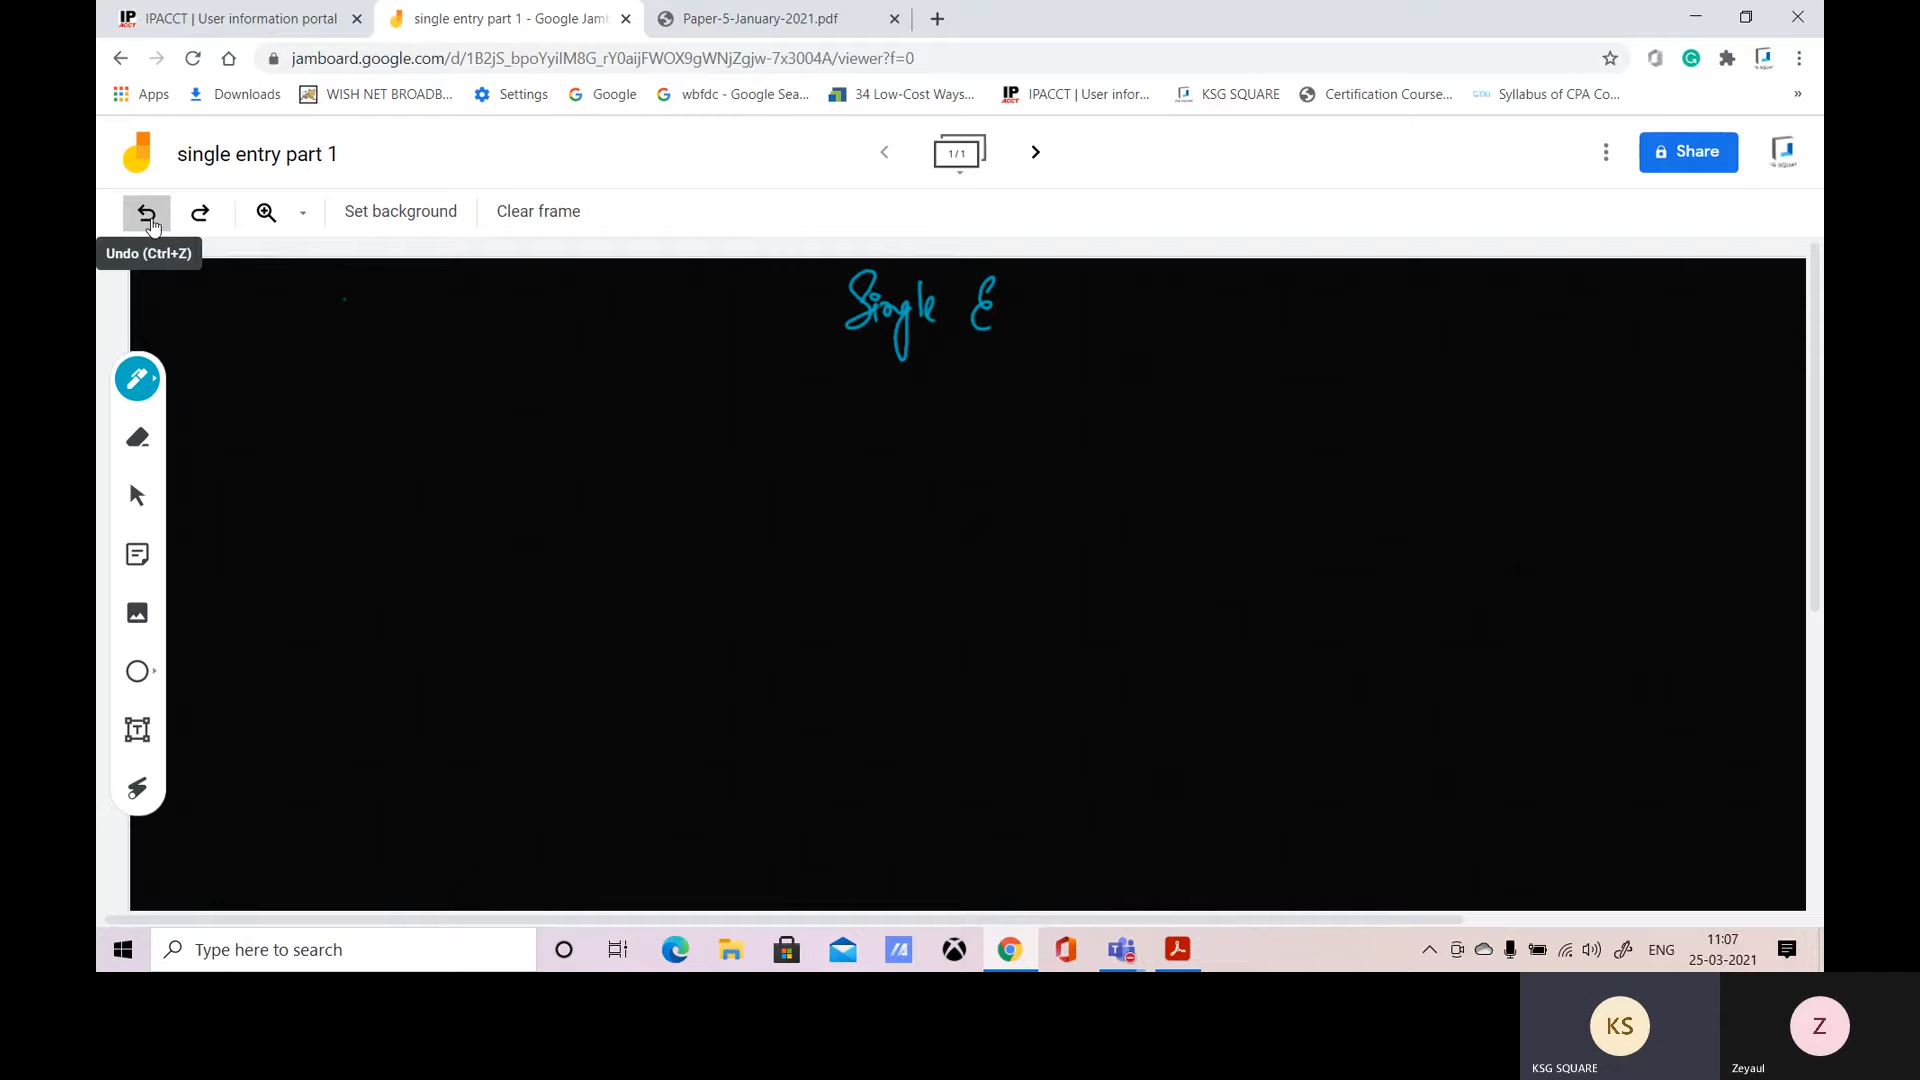 IPACCT | User information portal
single entry part 1 - Google Jam
Paper-5-January-2021.pdf
jamboard.google.com/d/1B2jS_bpoYyilM8G_rY0aijFWOX9gWNjZgjw-7x3004A/viewer?f=0
Apps
Downloads
WISH NET BROADB...
Settings
Google
wbfdc - Google Sea...
34 Low-Cost Ways...
IPACCT | User infor...
KSG SQUARE
Certification Course...
Syllabus of CPA Co...
single entry part 1
1/1
Share
Set background
Clear frame
Undo (Ctrl+Z)
Single E
Type here to search
ENG
11:07
25-03-2021
KS
KSG SQUARE
Z
Zeyaul